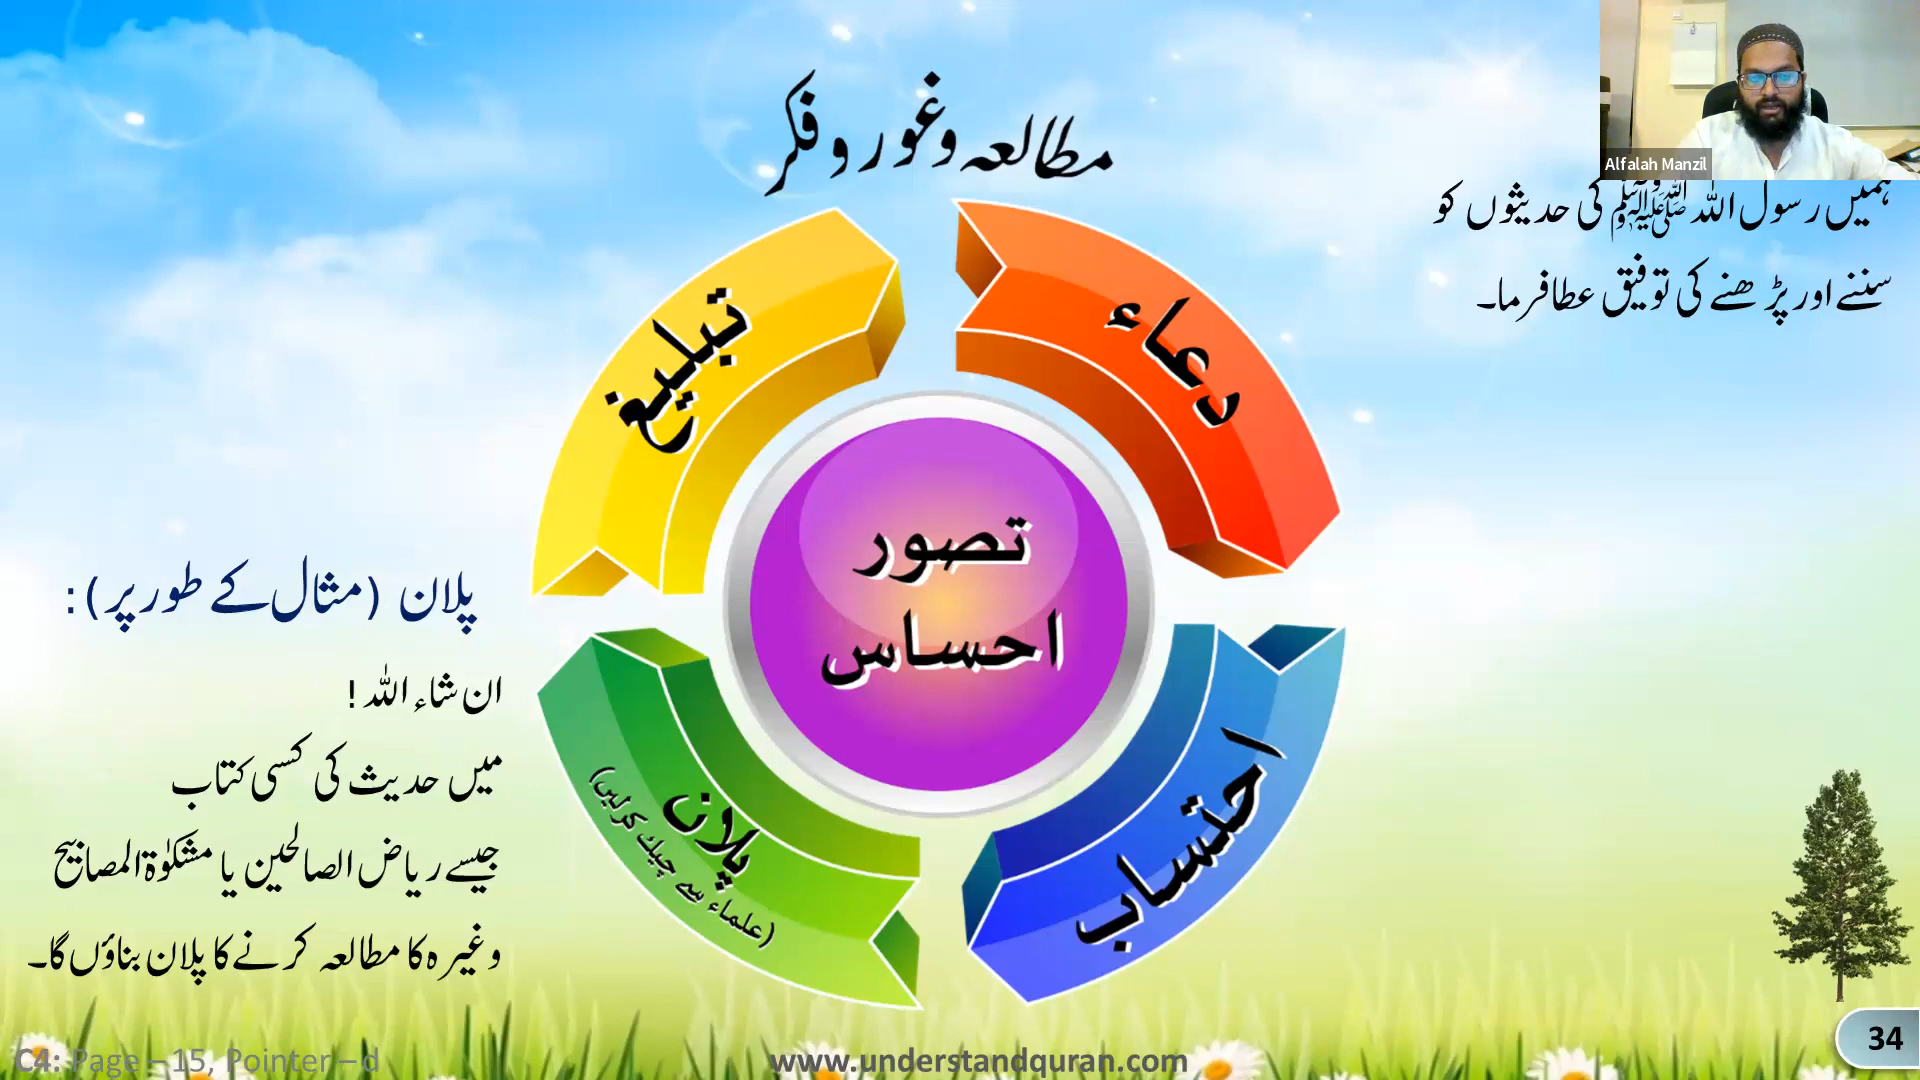 مطالعہ وغور و فکر
Alfalah Manzil
ہمیں رسول اللہ ﷺ کی حدیثوں کو
سننے اور پڑھنے کی توفیق عطا فرما۔
دعاء
تبلیغ
تصور
احساس
احتساب
پلان
(علماء سے چیك کرلیں)
پلان (مثال کے طور پر):
ان شاء اللہ!
میں حدیث کی کسی کتاب
جیسے ریاض الصالحین یا مشکوٰۃ المصابیح
وغیرہ کا مطالعہ کرنے کا پلان بناؤں گا۔
C4: Page – 15, Pointer – d
www.understandquran.com
34